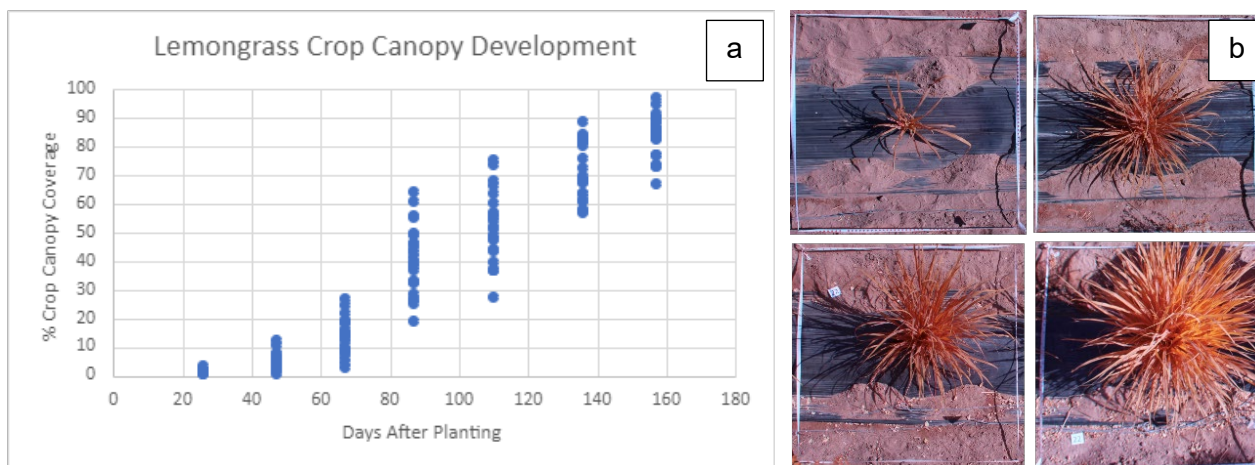 Lemongrass Crop Canopy Development
a
b
% Crop Canopy Coverage
100
90
80
70
60
50
40
30
20
10
0
0 20 40 60 80 100 120 140 160 180
Days After Planting